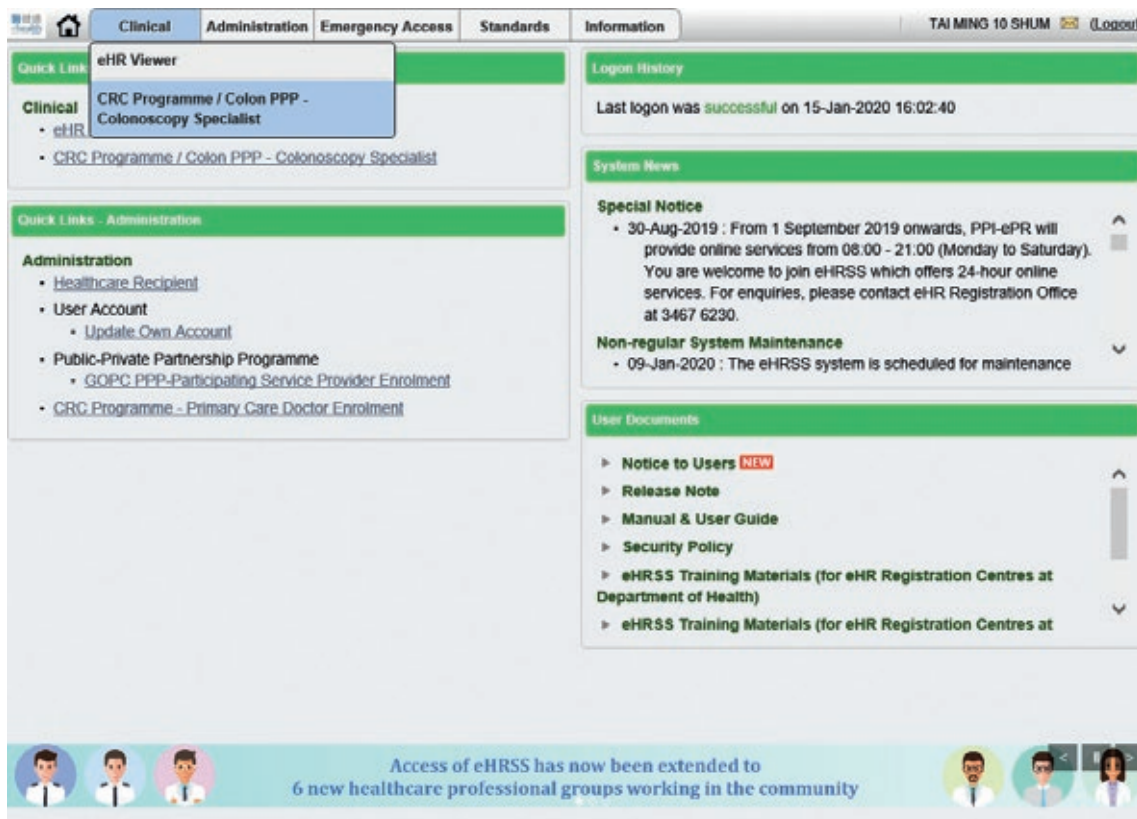 Clinical
Administration
Emergency Access
Standards
Information
TAI MING 10 SHUM
(Logout
eHR Viewer
CRC Programme / Colon PPP -
Colonoscopy Specialist
Quick Link
Clinical
eHR
CRC Programme / Colon PPP - Colonoscopy Specialist
Quick Links - Administration
Administration
Healthcare Recipient
User Account
Update Own Account
Public-Private Partnership Programme
GOPC PPP-Participating Service Provider Enrolment
CRC Programme - Primary Care Doctor Enrolment
Logon History
Last logon was successful on 15-Jan-2020 16:02:40
System News
Special Notice
30-Aug-2019 : From 1 September 2019 onwards, PPI-ePR will
provide online services from 08:00 - 21:00 (Monday to Saturday).
You are welcome to join eHRSS which offers 24-hour online
services. For enquiries, please contact eHR Registration Office
at 3467 6230.
Non-regular System Maintenance
09-Jan-2020 : The eHRSS system is scheduled for maintenance
User Documents
Notice to Users NEW
Release Note
Manual & User Guide
Security Policy
eHRSS Training Materials (for eHR Registration Centres at
Department of Health)
eHRSS Training Materials (for eHR Registration Centres at
Access of eHRSS has now been extended to
6 new healthcare professional groups working in the community